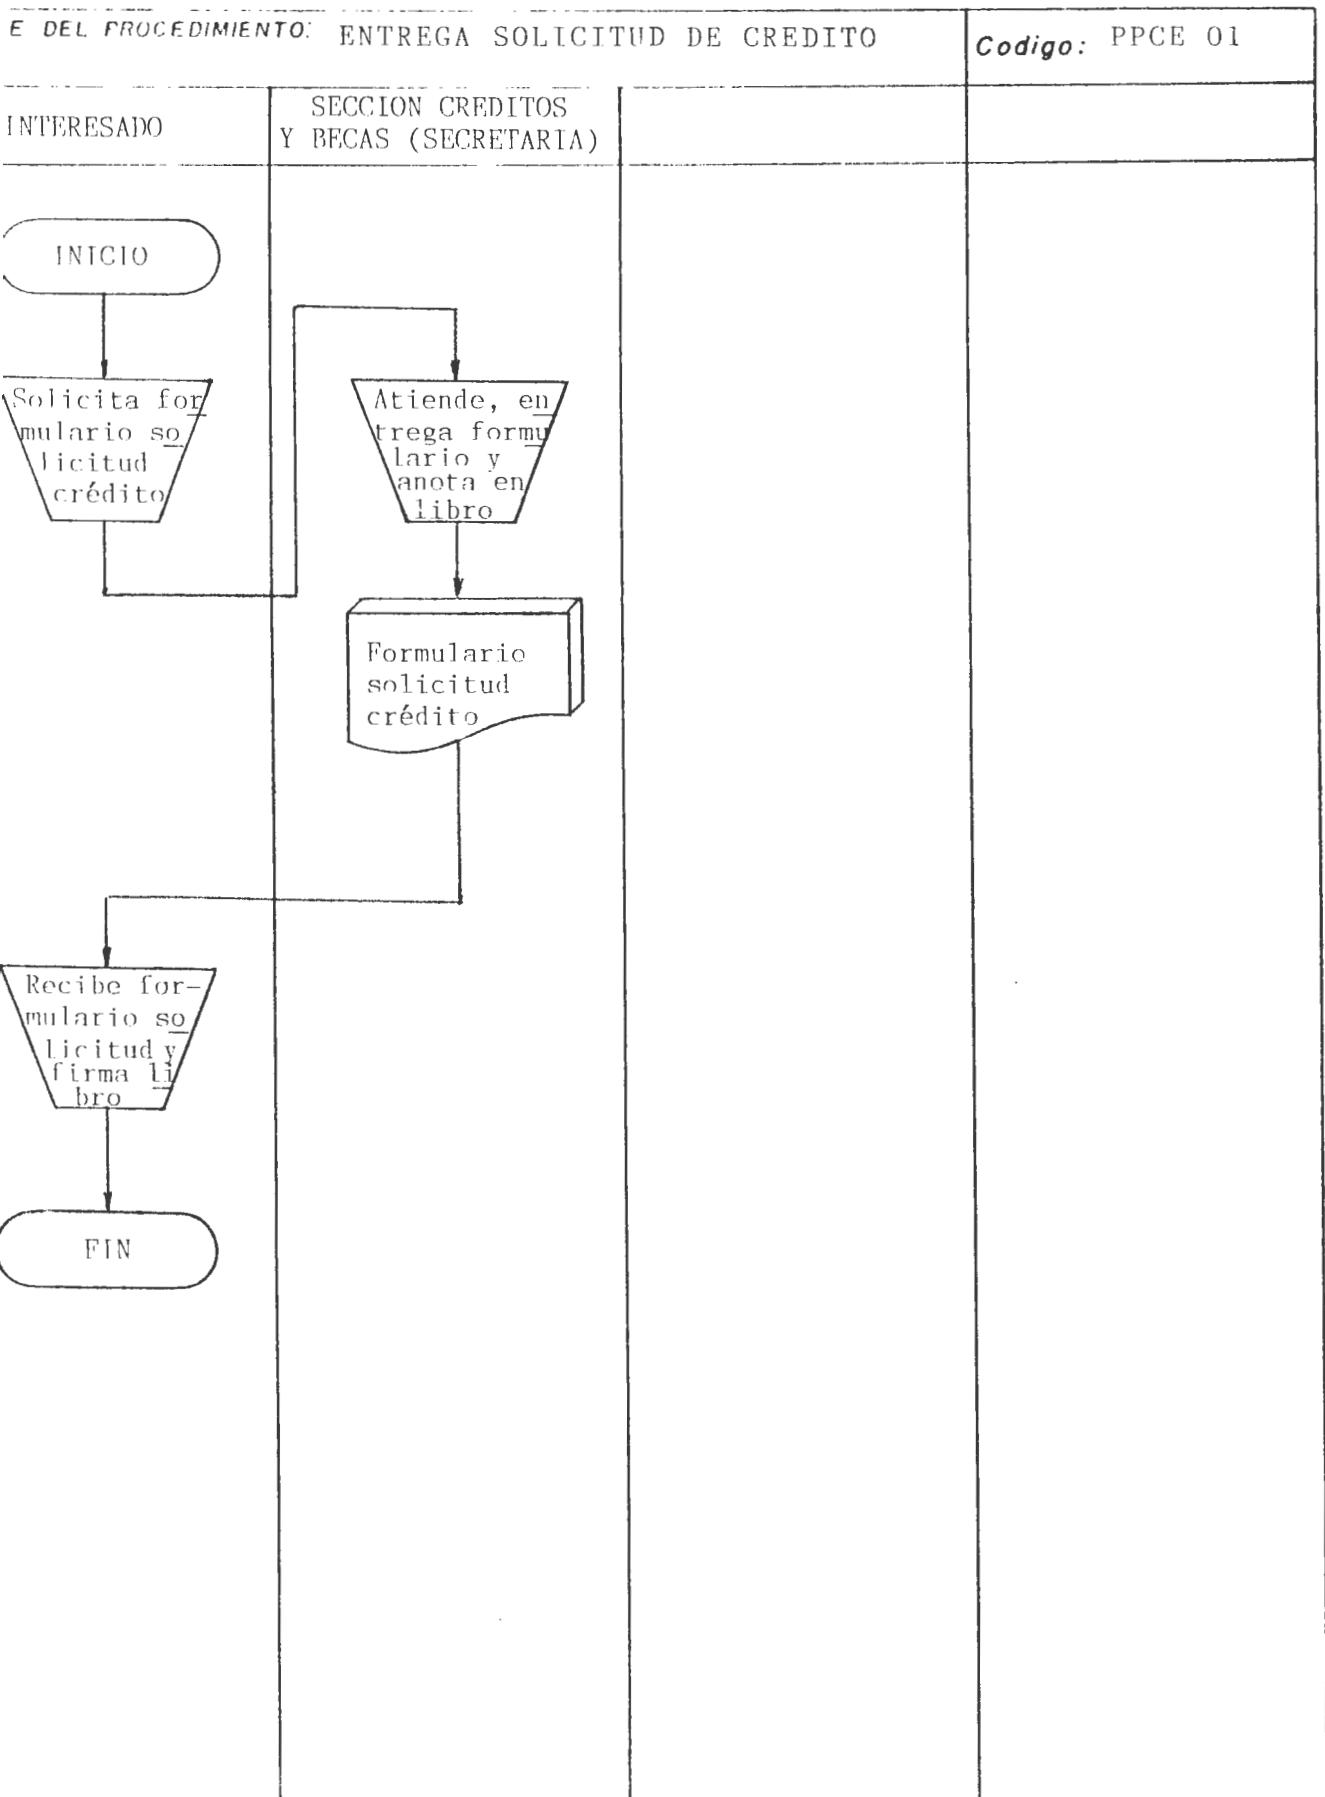 E DEL PROCEDIMIENTO: ENTREGA SOLICITUD DE CREDITO
Codigo: PPCE 01
INTERESADO
SECCION CREDITOS
Y BECAS (SECRETARIA)
INICIO
Solicita for
mulario so
licitud
crédito
Atiende, en
trega formu
lario y
anota en
libro
Formulario
solicitud
crédito
Recibe for-
mulario so
licitud y
firma li
bro
FIN